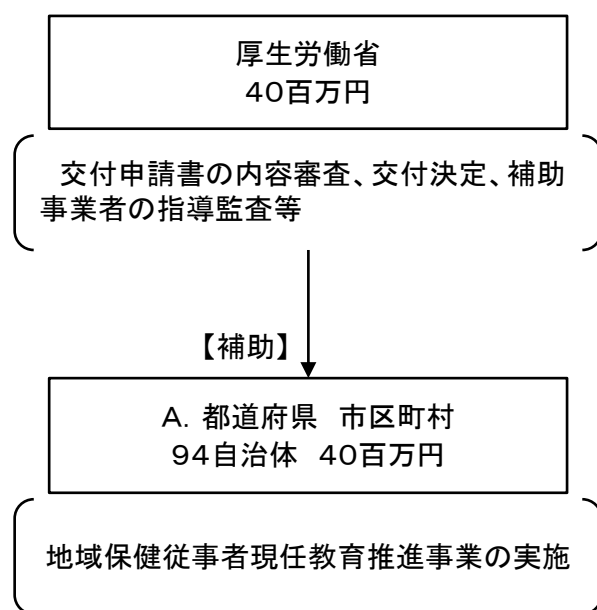 厚生労働省
40百万円
交付申請書の内容審査、交付決定、補助
事業者の指導監査等
【補助】
A. 都道府県 市区町村
94自治体 40百万円
地域保健従事者現任教育推進事業の実施